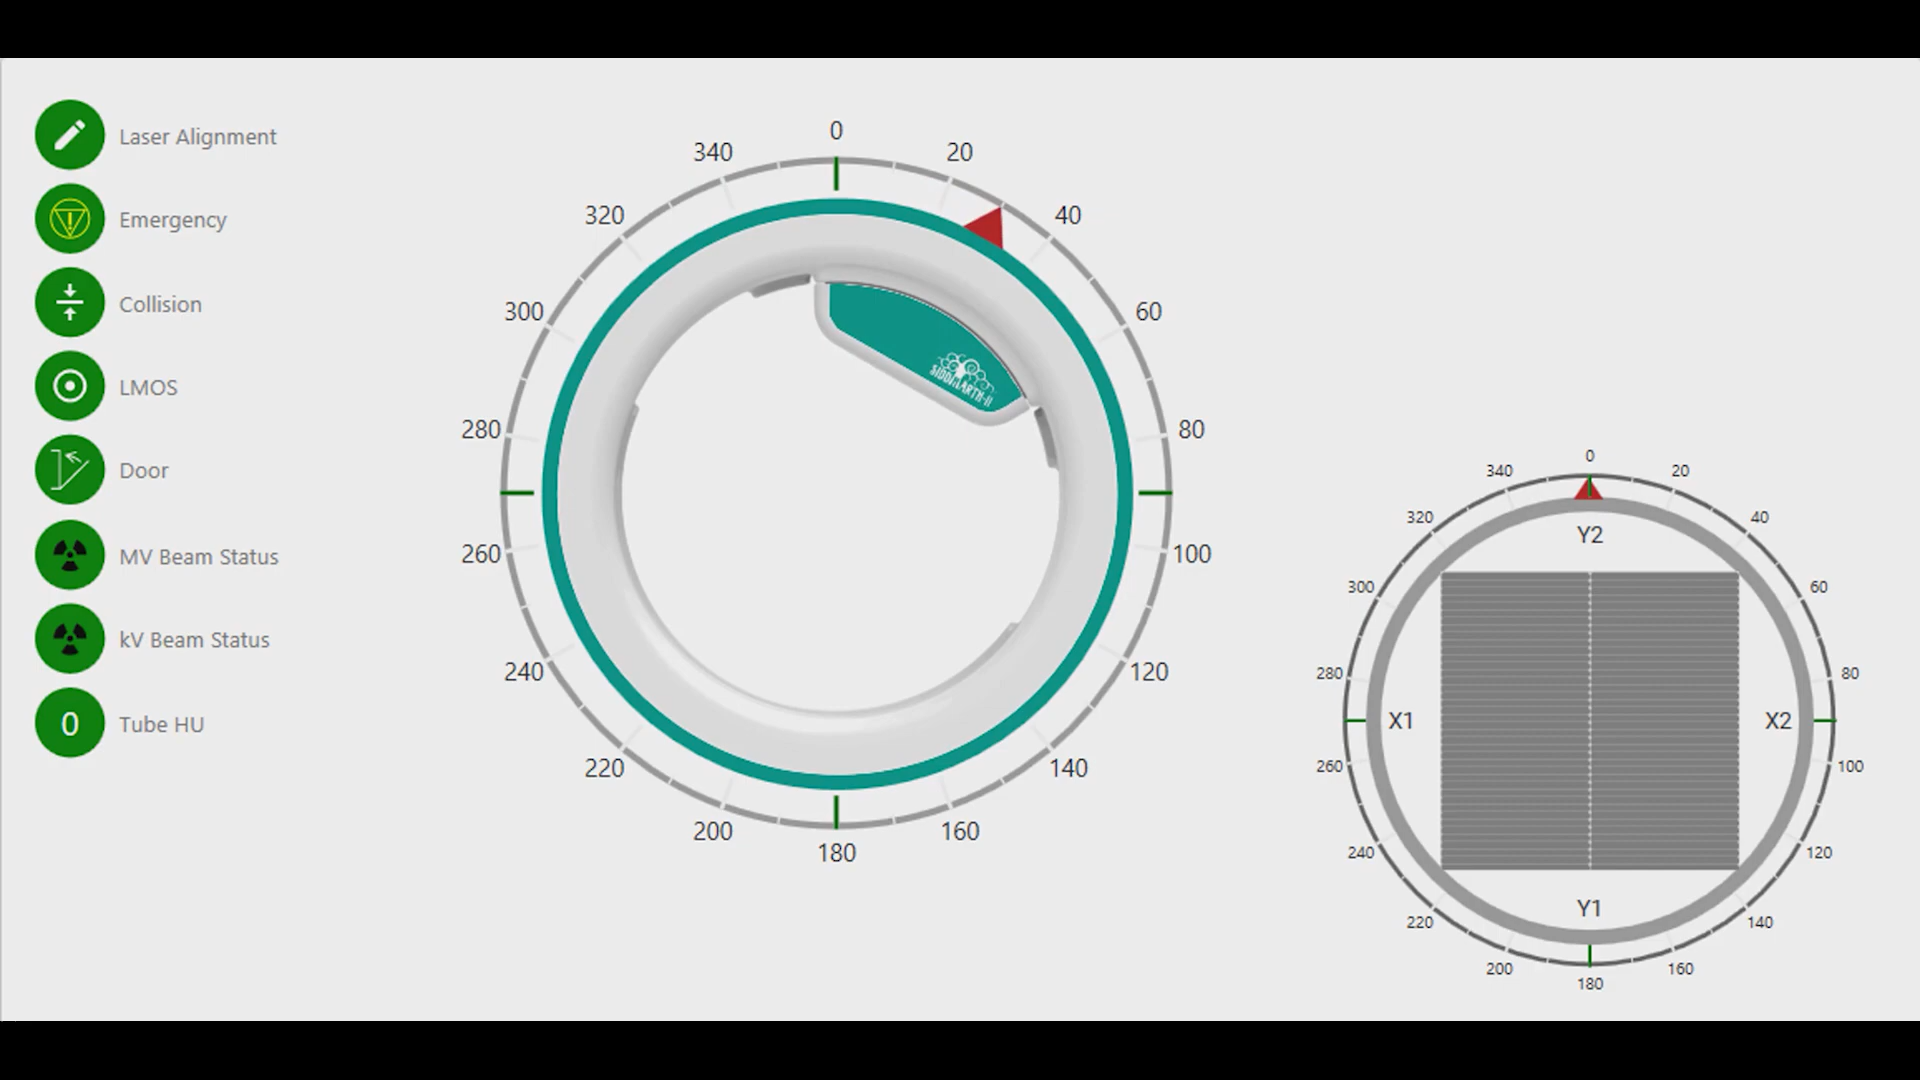 Laser Alignment
Emergency
Collision
LMOS
Door
MV Beam Status
kV Beam Status
0
Tube HU
0
20
40
60
80
100
120
140
160
180
200
220
240
260
280
300
320
340
SIDDHARTH-II
0
20
40
60
80
100
120
140
160
180
200
220
240
260
280
300
320
340
Y2
X1
X2
Y1